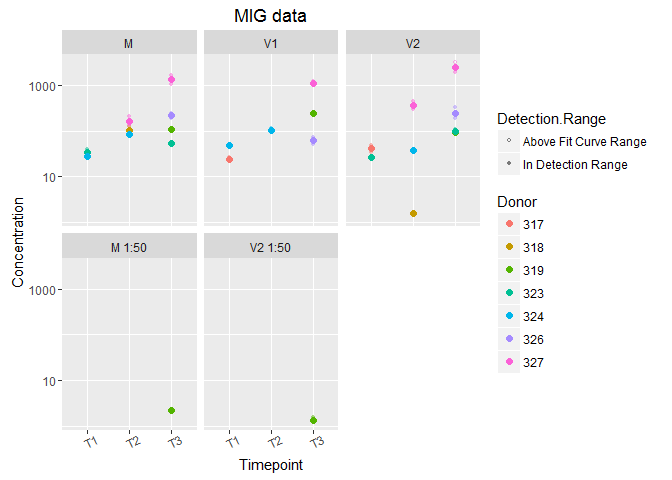 MIG data
M V1 V2
1000
10
M 1:50 V2 1:50
1000
10
T1 T2 T3 T1 T2 T3
Timepoint
Concentration
Detection.Range
Above Fit Curve Range
In Detection Range
Donor
317
318
319
323
324
326
327